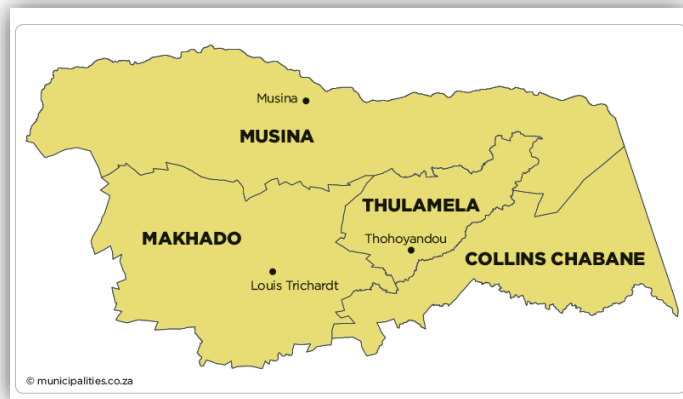 Musina
MUSINA
THULAMELA
MAKHADO
Thohoyandou
COLLINS CHABANE
Louis Trichardt
© municipalities.co.za